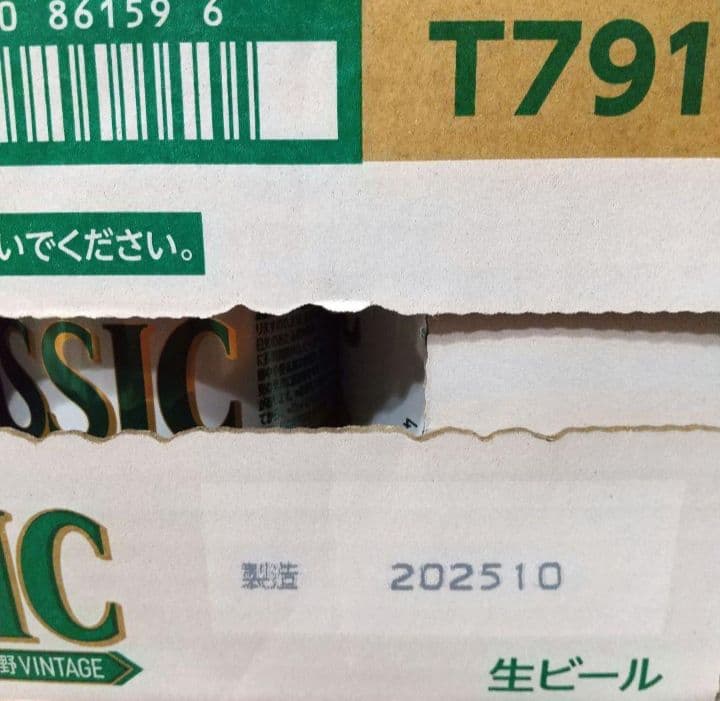 0 86159 6
T791
いでください。
SSIC
IC
製造 202510
野VINTAGE
生ビール